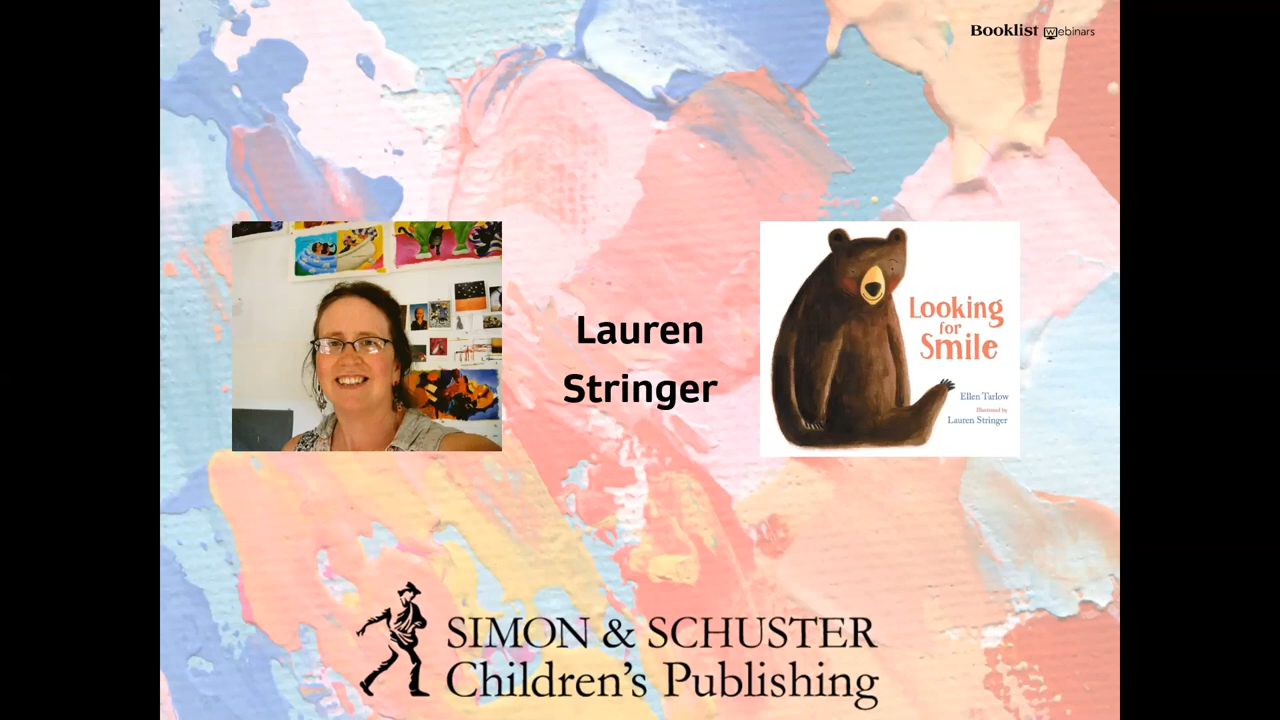 Booklist Webinars
Lauren
Stringer
Looking
for
Smile
Ellen Tarlow
Illustrated by
Lauren Stringer
SIMON & SCHUSTER
Children's Publishing